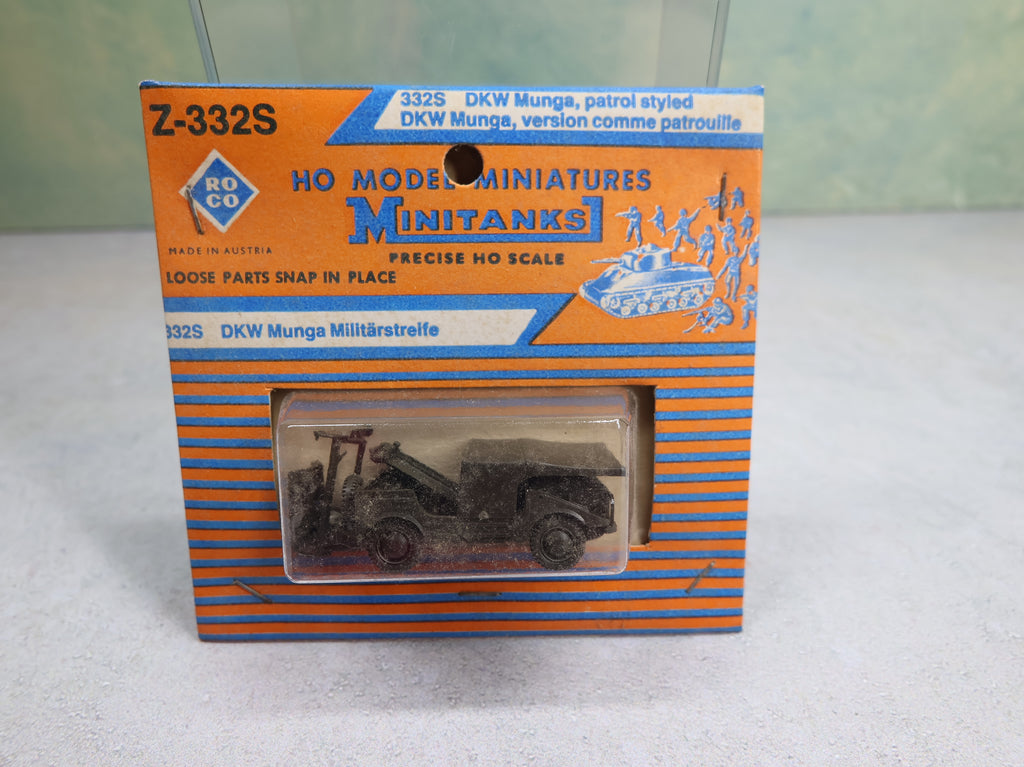 Z-332S
332S DKW Munga, patrol styled
DKW Munga, version comme patrouille
RO
CO
HO MODEL MINIATURES
MINITANKS
PRECISE HO SCALE
MADE IN AUSTRIA
LOOSE PARTS SNAP IN PLACE
332S DKW Munga Militärstreife